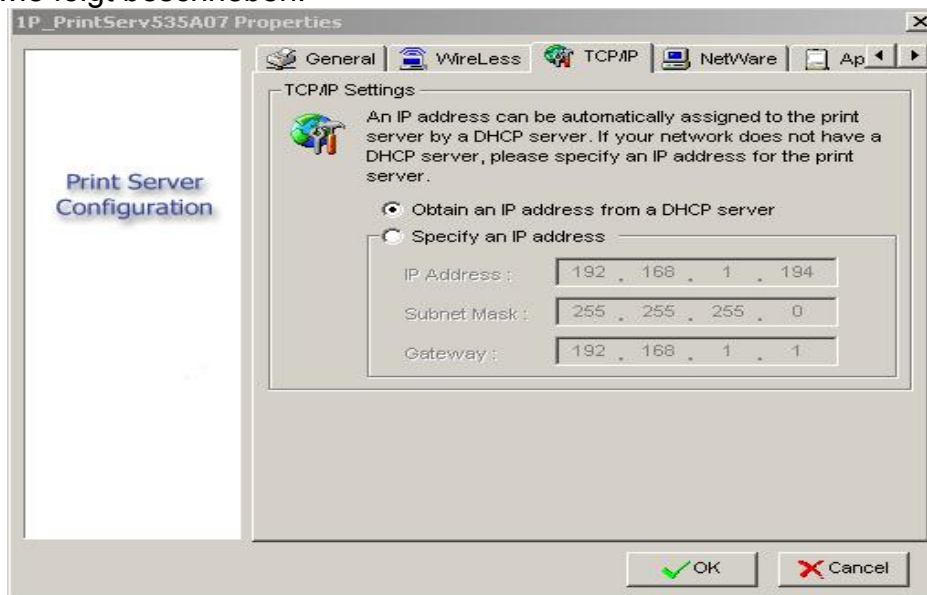 wie folgt beschrieben:
1P_PrintServ535A07 Properties
General WireLess TCP/IP NetWare Ap
TCP/IP Settings
An IP address can be automatically assigned to the print
server by a DHCP server. If your network does not have a
DHCP server, please specify an IP address for the print
server.
Print Server
Configuration
Obtain an IP address from a DHCP server
Specify an IP address
IP Address : 192 . 168 . 1 . 194
Subnet Mask : 255 . 255 . 255 . 0
Gateway : 192 . 168 . 1 . 1
OK Cancel